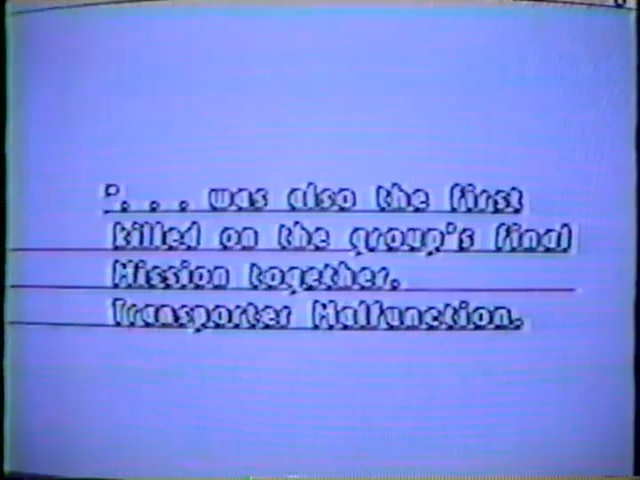 P. . . was also the first
killed on the group's final
Mission together.
Transporter Malfunction.